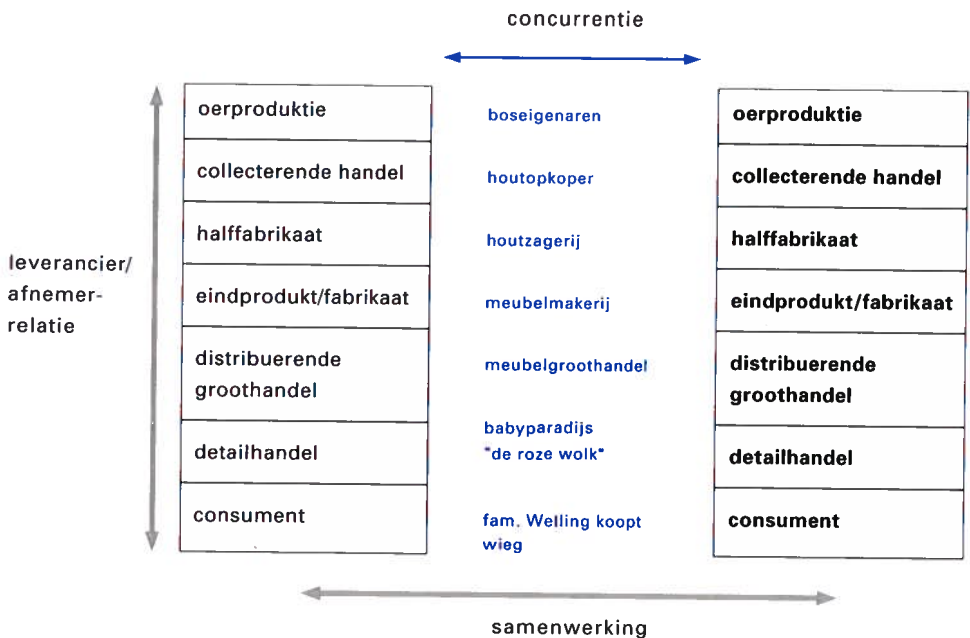 concurrentie
leverancier/
afnemer-
relatie
oerproduktie
collecterende handel
halffabrikaat
eindprodukt/fabrikaat
distribuerende
groothandel
detailhandel
consument
boseigenaren
houtopkoper
houtzagerij
meubelmakerij
meubelgroothandel
babyparadijs
"de roze wolk"
fam. Welling koopt
wieg
oerproduktie
collecterende handel
halffabrikaat
eindprodukt/fabrikaat
distribuerende
groothandel
detailhandel
consument
samenwerking